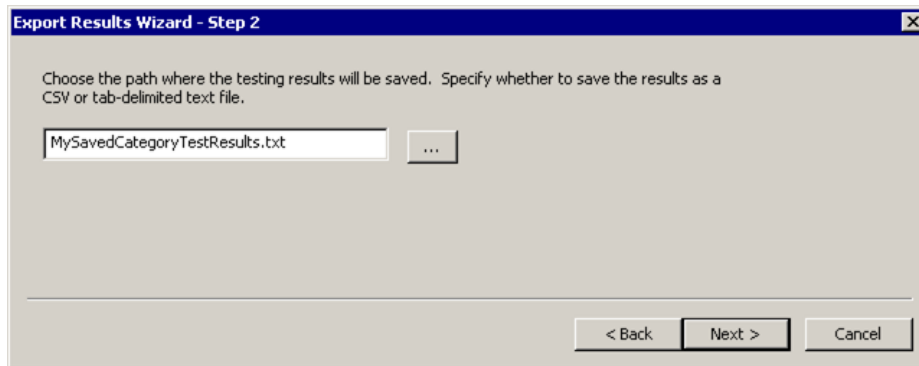 Export Results Wizard - Step 2
Choose the path where the testing results will be saved.  Specify whether to save the results as a
CSV or tab-delimited text file.
MySavedCategoryTestResults.txt
...
< Back
Next >
Cancel